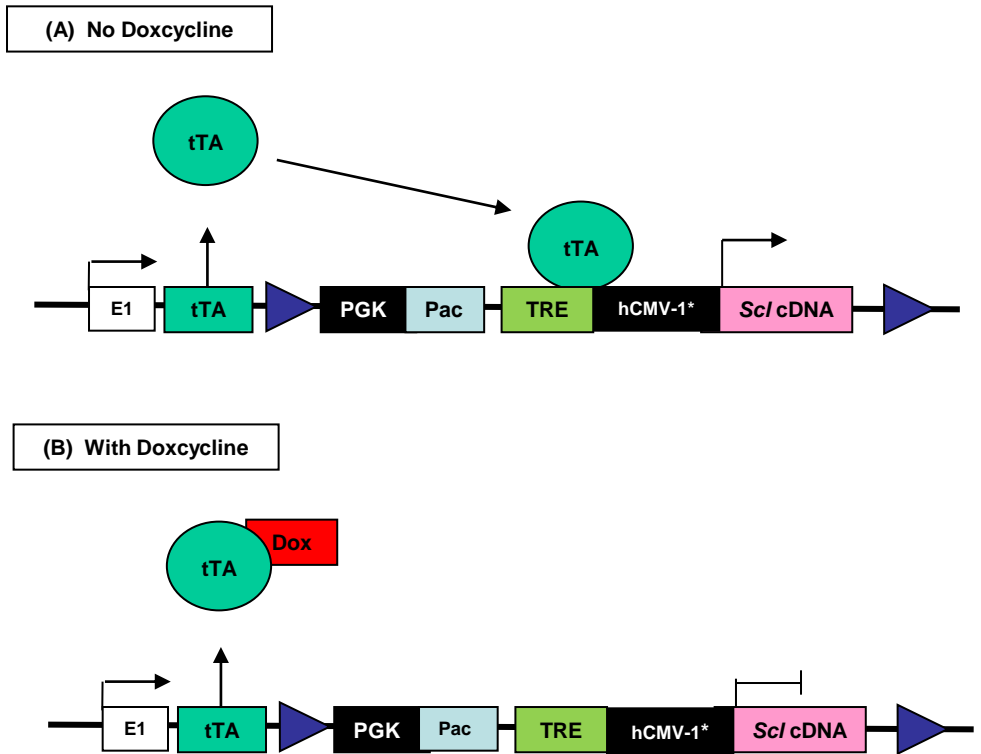 (A) No Doxcycline
tTA
tTA
E1 tTA PGK Pac TRE hCMV-1* Scl cDNA
(B) With Doxcycline
tTA Dox
E1 tTA PGK Pac TRE hCMV-1* Scl cDNA